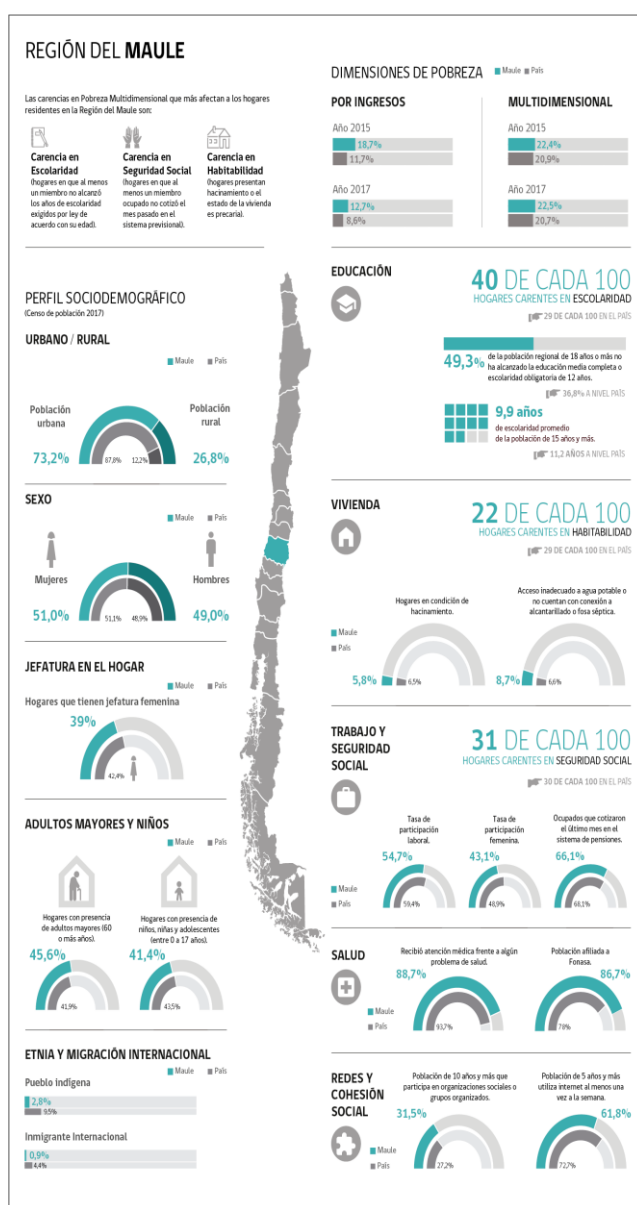 REGIÓN DEL MAULE
Las carencias en Pobreza Multidimensional que más afectan a los hogares
residentes en la Región del Maule son:
Carencia en
Escolaridad
(hogares en que al menos
un miembro no alcanzó
los años de escolaridad
exigidos por ley de
acuerdo con su edad).
Carencia en
Seguridad Social
(hogares en que al
menos un miembro
ocupado no cotizó el
mes pasado en el
sistema previsional).
Carencia en
Habitabilidad
(hogares presentan
hacinamiento o el
estado de la vivienda
es precaria).
PERFIL SOCIODEMOGRÁFICO
(Censo de población 2017)
URBANO / RURAL
Maule País
Población
urbana
73,2%
87,8% 12,2%
Población
rural
26,8%
SEXO
Maule País
Mujeres
51,0%
51,1% 48,9%
Hombres
49,0%
JEFATURA EN EL HOGAR
Maule País
Hogares que tienen jefatura femenina
39%
42,4%
ADULTOS MAYORES Y NIÑOS
Maule País
Hogares con presencia
de adultos mayores (60
o más años).
45,6%
41,9%
Hogares con presencia de
niños, niñas y adolescentes
(entre 0 a 17 años).
41,4%
43,5%
ETNIA Y MIGRACIÓN INTERNACIONAL
Maule País
Pueblo indígena
2,8%
9,5%
Inmigrante Internacional
0,9%
4,4%
DIMENSIONES DE POBREZA Maule País
POR INGRESOS
Año 2015
18,7%
11,7%
Año 2017
12,7%
8,6%
MULTIDIMENSIONAL
Año 2015
22,4%
20,9%
Año 2017
22,5%
20,7%
EDUCACIÓN
40 DE CADA 100
HOGARES CARENTES EN ESCOLARIDAD
29 DE CADA 100 EN EL PAÍS
49,3% de la población regional de 18 años o más no
ha alcanzado la educación media completa o
escolaridad obligatoria de 12 años.
36,8% A NIVEL PAÍS
9,9 años
de escolaridad promedio
de la población de 15 años y más.
11,2 AÑOS A NIVEL PAÍS
VIVIENDA
22 DE CADA 100
HOGARES CARENTES EN HABITABILIDAD
29 DE CADA 100 EN EL PAÍS
Hogares en condición de
hacinamiento.
Maule
País
5,8%
6,5%
Acceso inadecuado a agua potable o
no cuentan con conexión a
alcantarillado o fosa séptica.
8,7%
6,6%
TRABAJO Y
SEGURIDAD
SOCIAL
31 DE CADA 100
HOGARES CARENTES EN SEGURIDAD SOCIAL
30 DE CADA 100 EN EL PAÍS
Tasa de
participación
laboral.
54,7%
59,4%
Tasa de
participación
femenina.
43,1%
48,9%
Ocupados que cotizaron
el último mes en el
sistema de pensiones.
66,1%
68,1%
Maule
País
SALUD
Recibió atención médica frente a algún
problema de salud.
88,7%
93,7%
Población afiliada a
Fonasa.
86,7%
78%
Maule
País
REDES Y
COHESIÓN
SOCIAL
Población de 10 años y más que
participa en organizaciones sociales o
grupos organizados.
31,5%
27,2%
Población de 5 años y más
utiliza internet al menos una
vez a la semana.
61,8%
72,7%
Maule
País